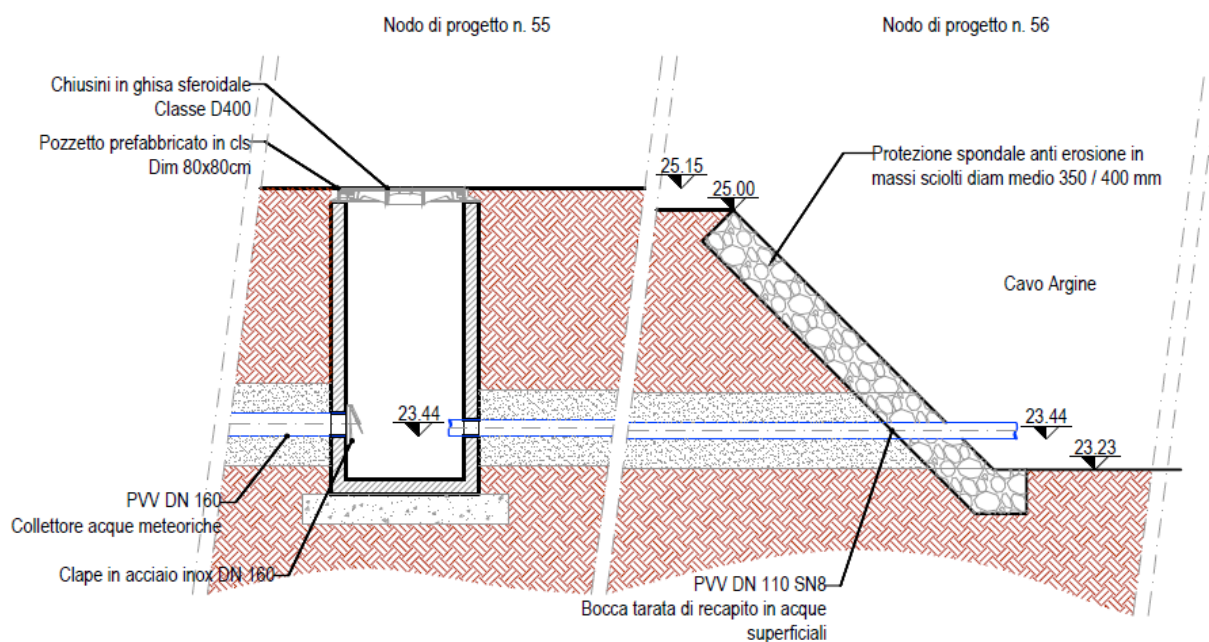 Nodo di progetto n. 55
Nodo di progetto n. 56
Chiusini in ghisa sferoidale
Classe D400
Pozzetto prefabbricato in cls
Dim 80x80cm
25.15
25.00
Protezione spondale anti erosione in
massi sciolti diam medio 350 / 400 mm
Cavo Argine
23.44
23.44
23.23
PVV DN 160
Collettore acque meteoriche
Clape in acciaio inox DN 160
PVV DN 110 SN8
Bocca tarata di recapito in acque
superficiali